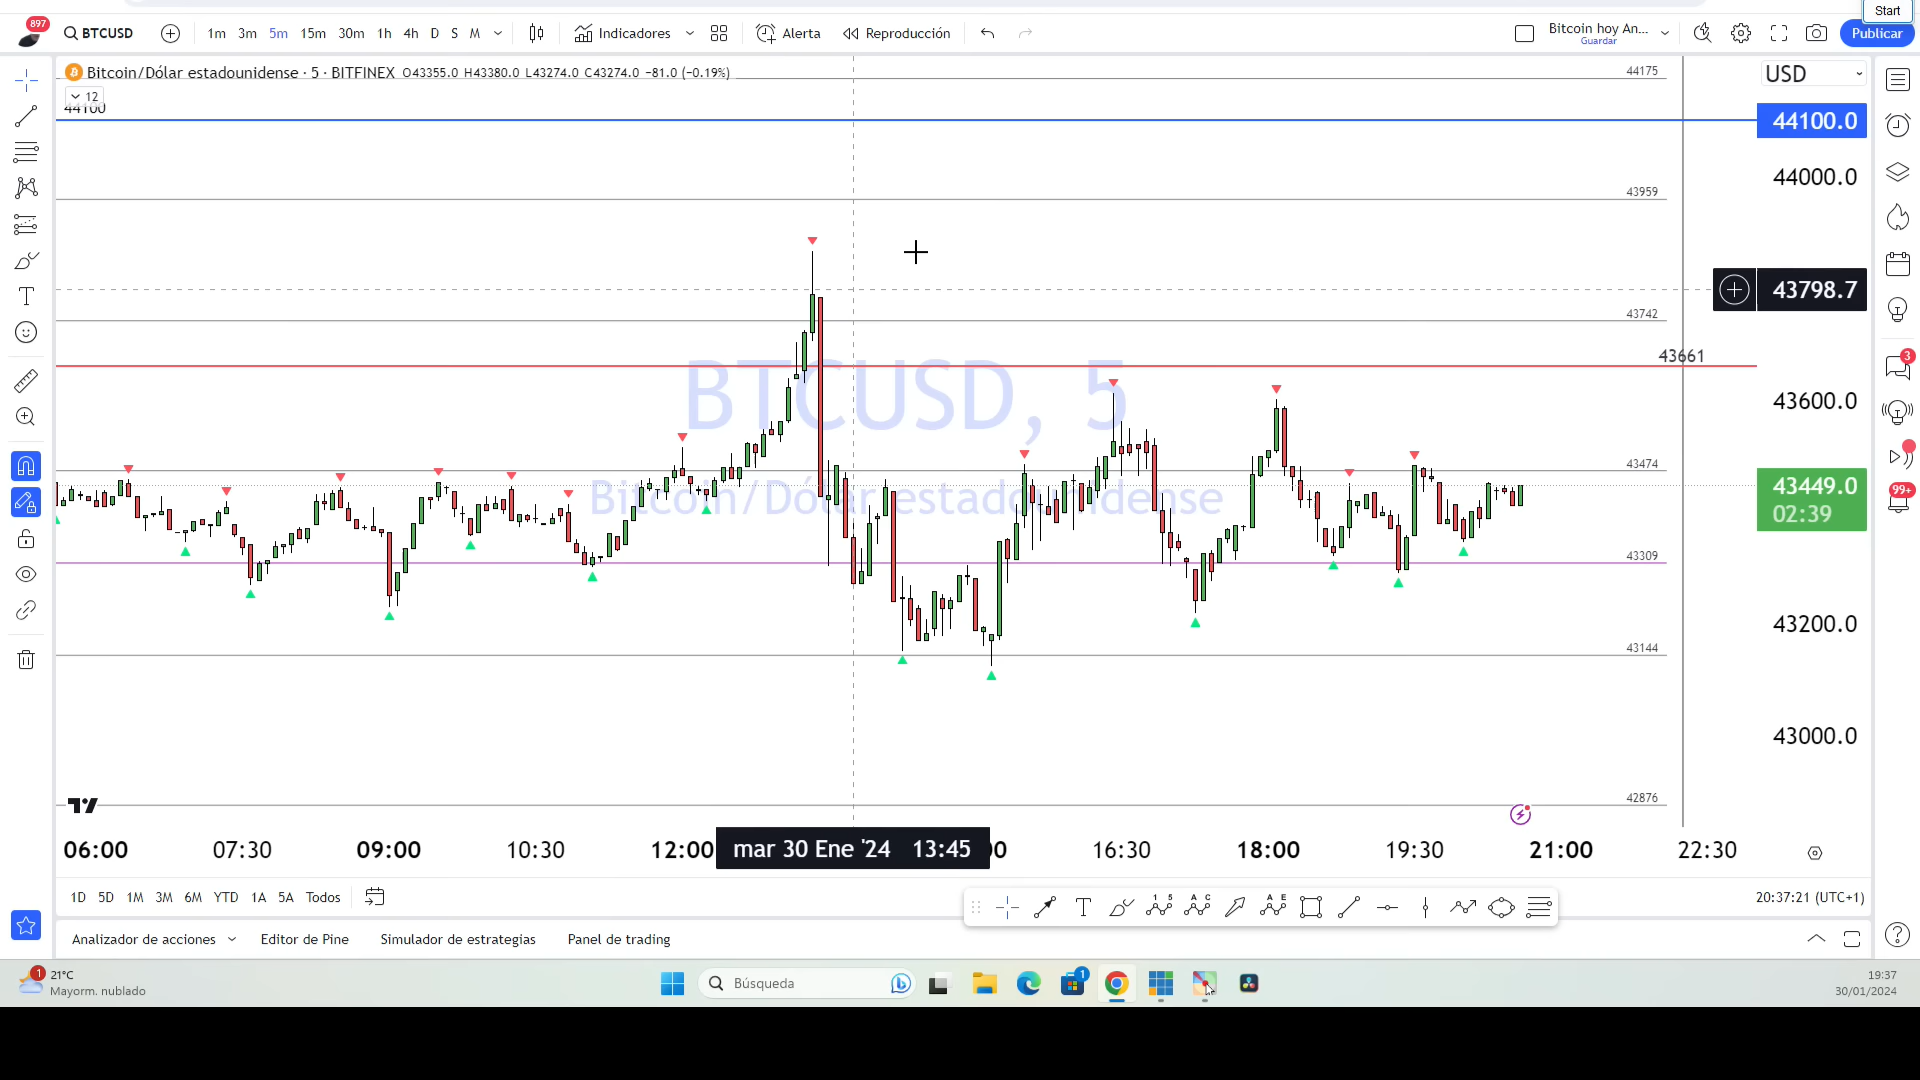 Start
897
BTCUSD
1m 3m 5m 15m 30m 1h 4h D S M
Indicadores
Alerta
Reproducción
Bitcoin hoy An...
Guardar
Publicar
Bitcoin/Dólar estadounidense · 5 · BITFINEX O43355.0 H43380.0 L43274.0 C43274.0 −81.0 (−0.19%)
12
44100
44175
USD
44100.0
44000.0
43959
43798.7
43742
43661
BTCUSD, 5
43600.0
43474
Bitcoin/Dólar estadounidense
43449.0
02:39
43309
43200.0
43144
43000.0
42876
3
99+
06:00 07:30 09:00 10:30 12:00 mar 30 Ene '24 13:45 16:30 18:00 19:30 21:00 22:30
1D 5D 1M 3M 6M YTD 1A 5A Todos
20:37:21 (UTC+1)
Analizador de acciones Editor de Pine Simulador de estrategias Panel de trading
1
21°C
Mayorm. nublado
Búsqueda
1
19:37
30/01/2024